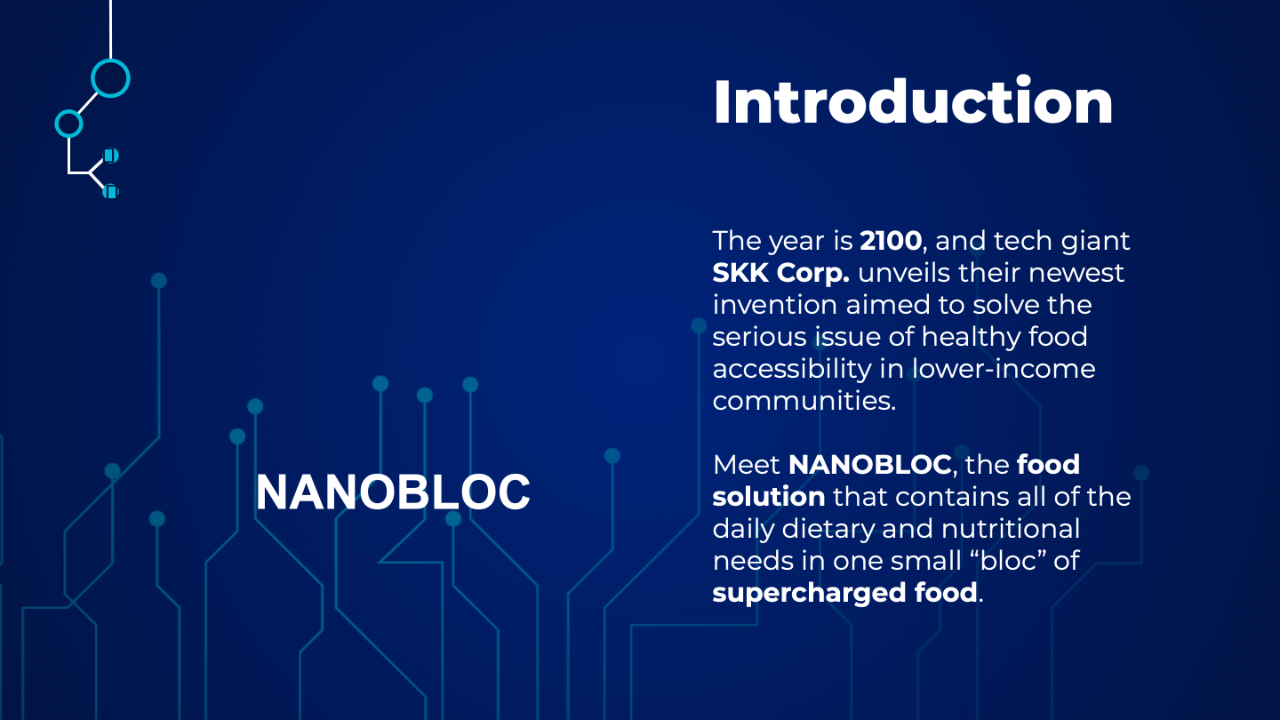 Introduction
The year is 2100, and tech giant
SKK Corp. unveils their newest
invention aimed to solve the
serious issue of healthy food
accessibility in lower-income
communities.
Meet NANOBLOC, the food
solution that contains all of the
daily dietary and nutritional
needs in one small “bloc” of
supercharged food.
NANOBLOC